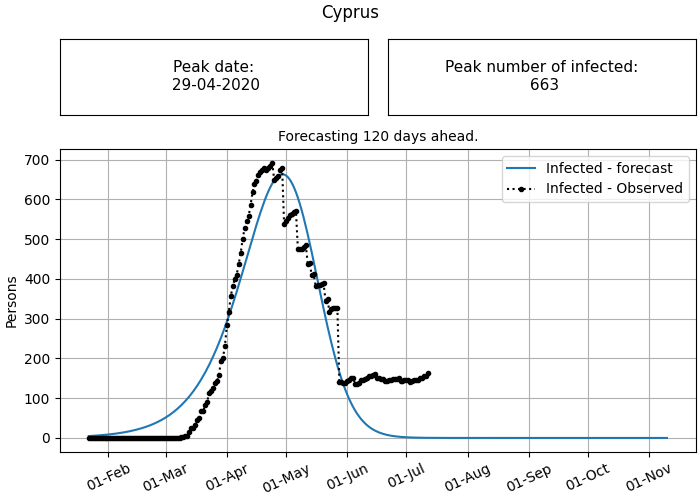 Cyprus
Peak date:
29-04-2020
Peak number of infected:
663
Forecasting 120 days ahead.
Infected - forecast
Infected - Observed
Persons
700
600
500
400
300
200
100
0
01-Feb
01-Mar
01-Apr
01-May
01-Jun
01-Jul
01-Aug
01-Sep
01-Oct
01-Nov